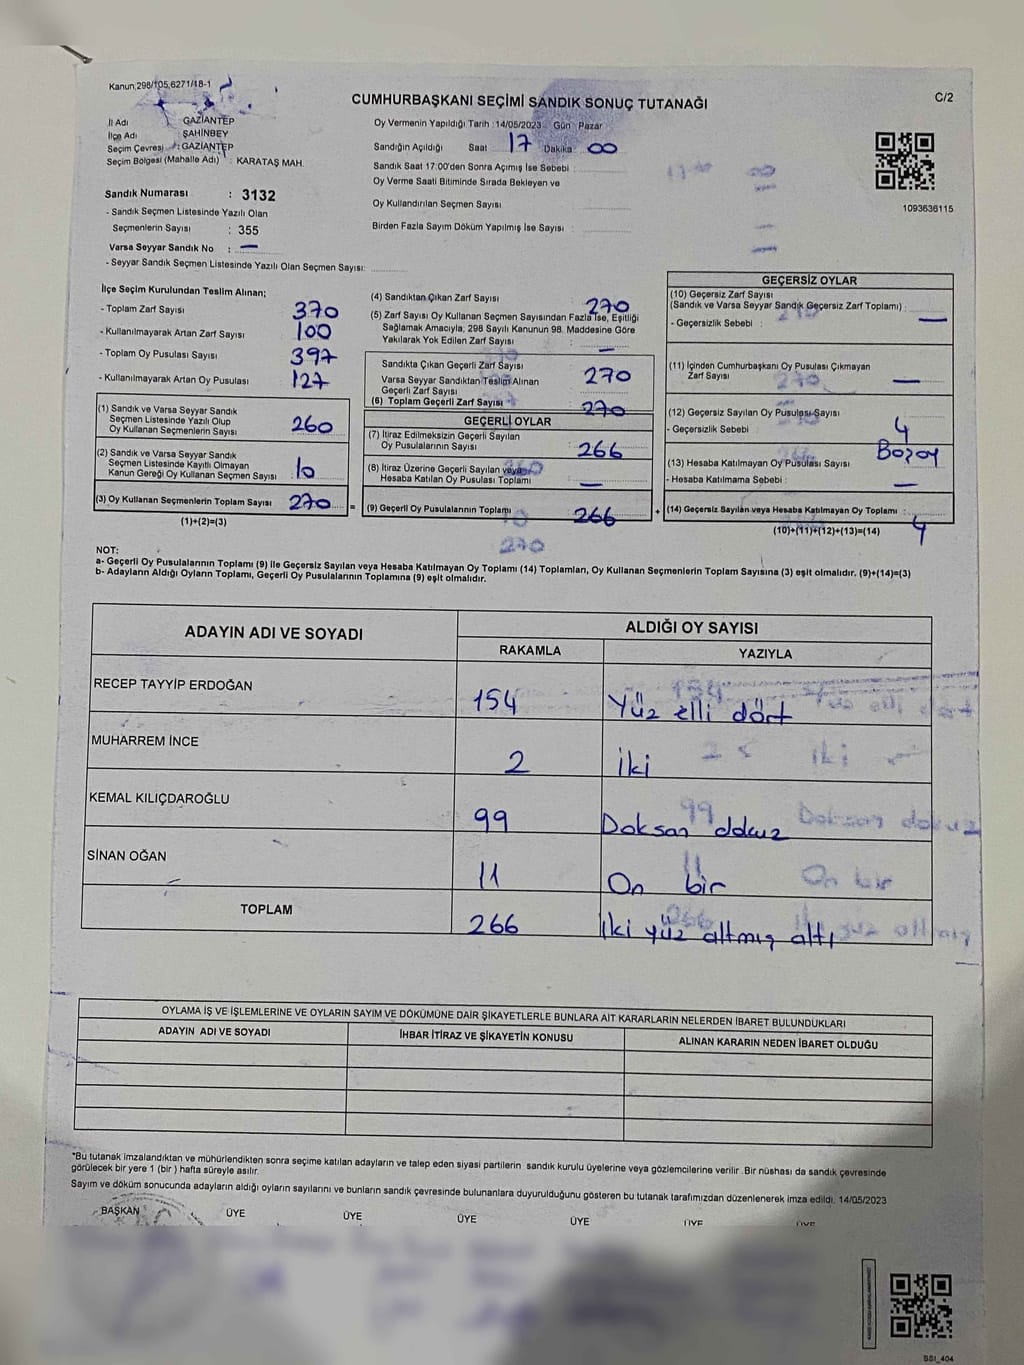 Kanun,298/105,6271/18-1
CUMHURBAŞKANI SEÇİMİ SANDIK SONUÇ TUTANAĞI
C/2
İl Adı GAZİANTEP
İlçe Adı ŞAHİNBEY
Seçim Çevresi : GAZİANTEP
Seçim Bölgesi (Mahalle Adı) : KARATAŞ MAH.
Sandık Numarası : 3132
- Sandık Seçmen Listesinde Yazılı Olan
Seçmenlerin Sayısı : 355
Varsa Seyyar Sandık No : —
- Seyyar Sandık Seçmen Listesinde Yazılı Olan Seçmen Sayısı:
Oy Vermenin Yapıldığı Tarih : 14/05/2023 Gün Pazar
Sandığın Açıldığı Saat 17 Dakika 00
Sandık Saat 17:00'den Sonra Açımış İse Sebebi :
Oy Verme Saati Bitiminde Sırada Bekleyen ve
Oy Kullandırılan Seçmen Sayısı
Birden Fazla Sayım Döküm Yapılmış İse Sayısı :
1093636115
İlçe Seçim Kurulundan Teslim Alınan;
- Toplam Zarf Sayısı 370
- Kullanılmayarak Artan Zarf Sayısı 100
- Toplam Oy Pusulası Sayısı 397
- Kullanılmayarak Artan Oy Pusulası 127
(1) Sandık ve Varsa Seyyar Sandık
Seçmen Listesinde Yazılı Olup
Oy Kullanan Seçmenlerin Sayısı 260
(2) Sandık ve Varsa Seyyar Sandık
Seçmen Listesinde Kayıtlı Olmayan
Kanun Gereği Oy Kullanan Seçmen Sayısı 10
(3) Oy Kullanan Seçmenlerin Toplam Sayısı 270 =
(1)+(2)=(3)
(4) Sandıktan Çıkan Zarf Sayısı 270
(5) Zarf Sayısı Oy Kullanan Seçmen Sayısından Fazla İse, Eşitliği
Sağlamak Amacıyla, 298 Sayılı Kanunun 98. Maddesine Göre
Yakılarak Yok Edilen Zarf Sayısı : —
Sandıkta Çıkan Geçerli Zarf Sayısı 270
Varsa Seyyar Sandıktan Teslim Alınan
Geçerli Zarf Sayısı
(6) Toplam Geçerli Zarf Sayısı 270
GEÇERLİ OYLAR
(7) İtiraz Edilmeksizin Geçerli Sayılan
Oy Pusulalarının Sayısı 266
(8) İtiraz Üzerine Geçerli Sayılan veya
Hesaba Katılan Oy Pusulası Toplamı —
(9) Geçerli Oy Pusulalarının Toplamı 266 +
270
GEÇERSİZ OYLAR
(10) Geçersiz Zarf Sayısı
(Sandık ve Varsa Seyyar Sandık Geçersiz Zarf Toplamı) : —
- Geçersizlik Sebebi :
(11) İçinden Cumhurbaşkanı Oy Pusulası Çıkmayan
Zarf Sayısı —
(12) Geçersiz Sayılan Oy Pusulası Sayısı 4
- Geçersizlik Sebebi
(13) Hesaba Katılmayan Oy Pusulası Sayısı —
- Hesaba Katılmama Sebebi :
(14) Geçersiz Sayılan veya Hesaba Katılmayan Oy Toplamı : 4
(10)+(11)+(12)+(13)=(14)
NOT:
a- Geçerli Oy Pusulalarının Toplamı (9) İle Geçersiz Sayılan veya Hesaba Katılmayan Oy Toplamı (14) Toplamları, Oy Kullanan Seçmenlerin Toplam Sayısına (3) eşit olmalıdır. (9)+(14)=(3)
b- Adayların Aldığı Oyların Toplamı, Geçerli Oy Pusulalarının Toplamına (9) eşit olmalıdır.
ADAYIN ADI VE SOYADI
ALDIĞI OY SAYISI
RAKAMLA YAZIYLA
RECEP TAYYİP ERDOĞAN 154 Yüz elli dört
MUHARREM İNCE 2 İki
KEMAL KILIÇDAROĞLU 99 Doksan ddkuz
SİNAN OĞAN 11 On bir
TOPLAM 266 İki yüz altmış altı
OYLAMA İŞ VE İŞLEMLERİNE VE OYLARIN SAYIM VE DÖKÜMÜNE DAİR ŞİKAYETLERLE BUNLARA AİT KARARLARIN NELERDEN İBARET BULUNDUKLARI
ADAYIN ADI VE SOYADI İHBAR İTİRAZ VE ŞİKAYETİN KONUSU ALINAN KARARIN NEDEN İBARET OLDUĞU
*Bu tutanak imzalandıktan ve mühürlendikten sonra seçime katılan adayların ve talep eden siyasi partilerin sandık kurulu üyelerine veya gözlemcilerine verilir. Bir nüshası da sandık çevresinde
görülecek bir yere 1 (bir ) hafta süreyle asılır.
Sayım ve döküm sonucunda adayların aldığı oyların sayılarını ve bunların sandık çevresinde bulunanlara duyurulduğunu gösteren bu tutanak tarafımızdan düzenlenerek imza edildi. 14/05/2023
BAŞKAN ÜYE ÜYE ÜYE ÜYE ÜYE ÜYE
SSI_404